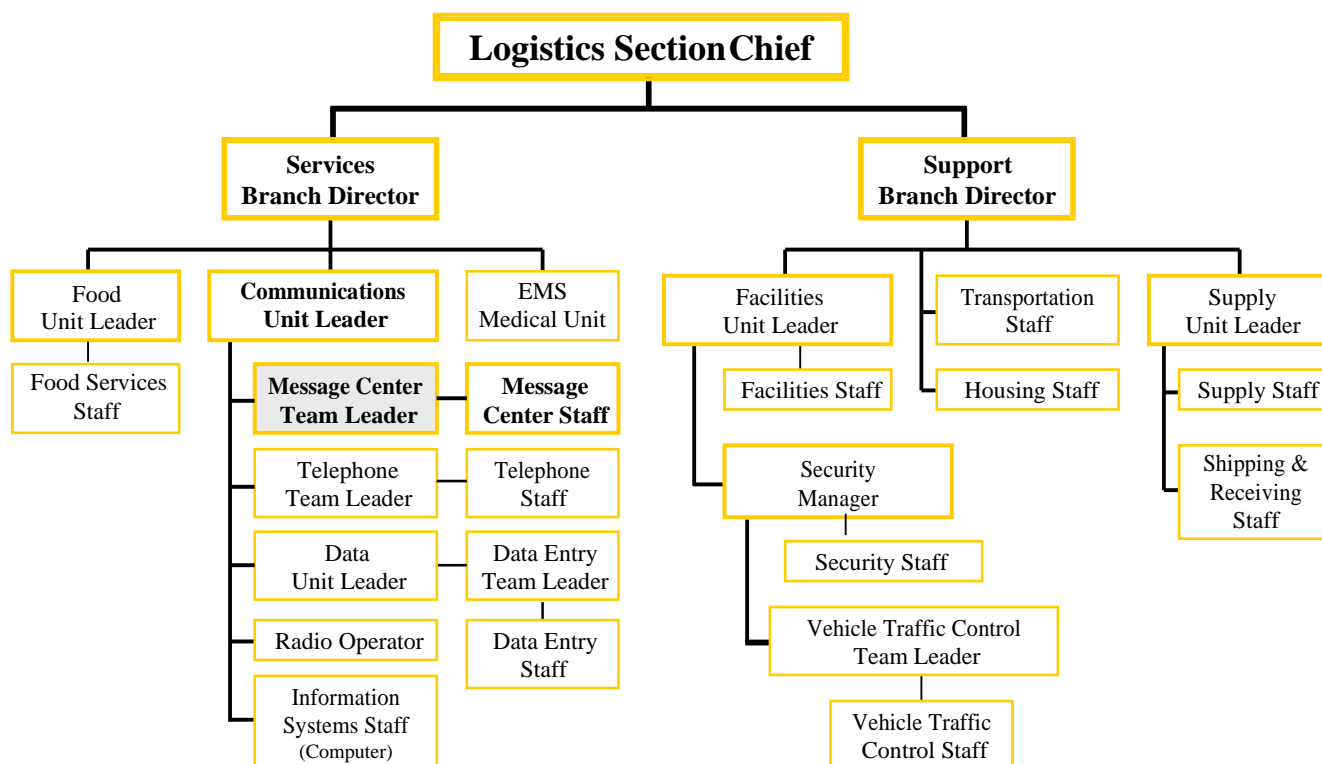 Logistics Section Chief
Services
Branch Director
Support
Branch Director
Food
Unit Leader
Communications
Unit Leader
EMS
Medical Unit
Facilities
Unit Leader
Transportation
Staff
Supply
Unit Leader
Food Services
Staff
Message Center
Team Leader
Message
Center Staff
Facilities Staff
Housing Staff
Supply Staff
Telephone
Team Leader
Telephone
Staff
Security
Manager
Shipping &
Receiving
Staff
Data
Unit Leader
Data Entry
Team Leader
Security Staff
Radio Operator
Data Entry
Staff
Vehicle Traffic Control
Team Leader
Information
Systems Staff
(Computer)
Vehicle Traffic
Control Staff